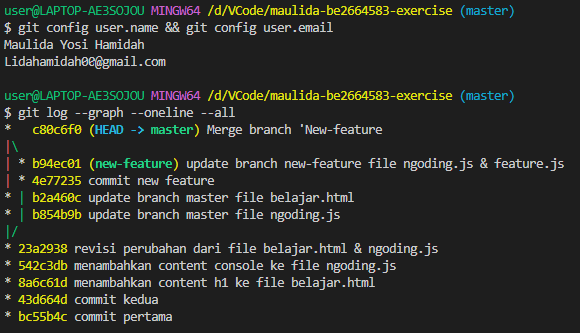 user@LAPTOP-AE3SOJOU MINGW64 /d/VCode/maulida-be2664583-exercise (master)
$ git config user.name && git config user.email
Maulida Yosi Hamidah
Lidahamidah00@gmail.com

user@LAPTOP-AE3SOJOU MINGW64 /d/VCode/maulida-be2664583-exercise (master)
$ git log --graph --oneline --all
*   c80c6f0 (HEAD -> master) Merge branch 'New-feature
|\
| * b94ec01 (new-feature) update branch new-feature file ngoding.js & feature.js
| * 4e77235 commit new feature
* | b2a460c update branch master file belajar.html
* | b854b9b update branch master file ngoding.js
|/
* 23a2938 revisi perubahan dari file belajar.html & ngoding.js
* 542c3db menambahkan content console ke file ngoding.js
* 8a6c61d menambahkan content h1 ke file belajar.html
* 43d664d commit kedua
* bc55b4c commit pertama